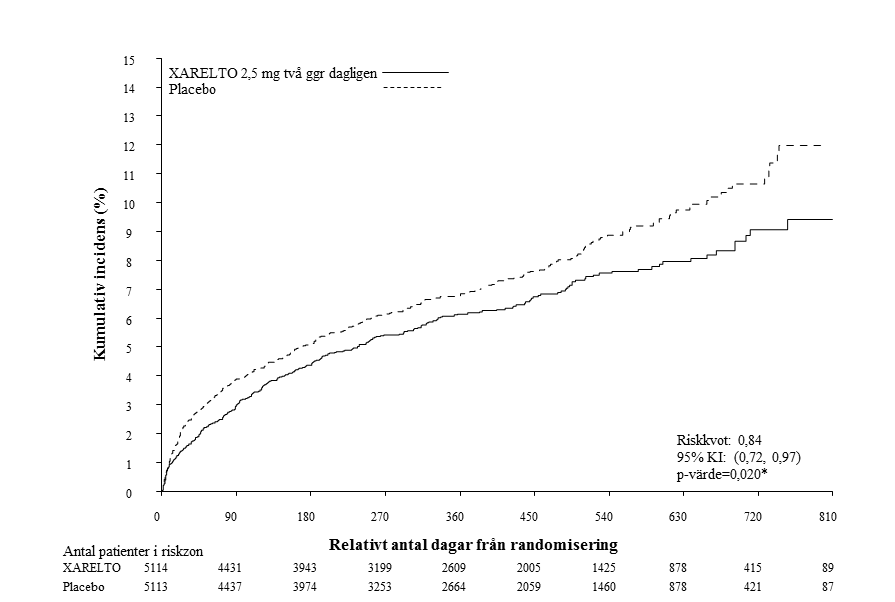 15
XARELTO 2,5 mg två ggr dagligen
14
Placebo
13
12
11
10
9
8
7
6
5
4
3
2
1
0
Kumulativ incidens (%)
Riskkvot: 0,84
95% KI: (0,72, 0,97)
p-värde=0,020*
0 90 180 270 360 450 540 630 720 810
Relativt antal dagar från randomisering
Antal patienter i riskzon
XARELTO 5114 4431 3943 3199 2609 2005 1425 878 415 89
Placebo 5113 4437 3974 3253 2664 2059 1460 878 421 87